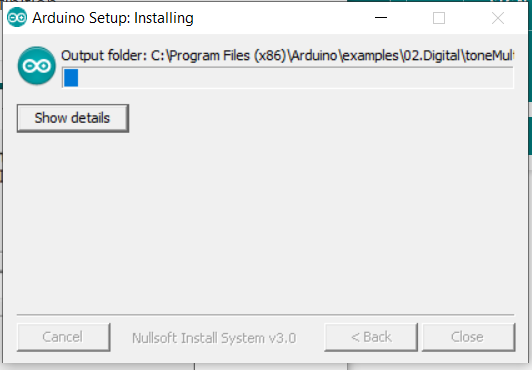 Arduino Setup: Installing
Output folder: C:\Program Files (x86)\Arduino\examples\02.Digital\toneMul
Show details
Cancel
Nullsoft Install System v3.0
< Back
Close